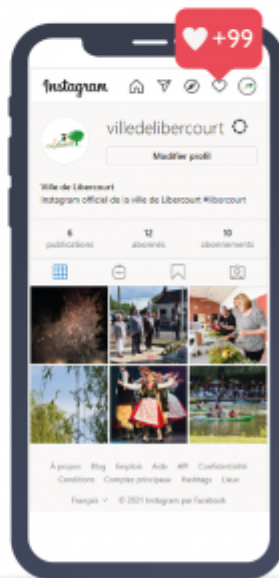 +99
Instagram
villedelibercourt
Modifier profil
Ville de Libercourt
Instagram officiel de la ville de Libercourt #libercourt
6 12 10
publications abonnés abonnements
À propos Blog Emplois Aide API Confidentialité
Conditions Comptes principaux Hashtags Lieux
Français © 2021 Instagram par Facebook